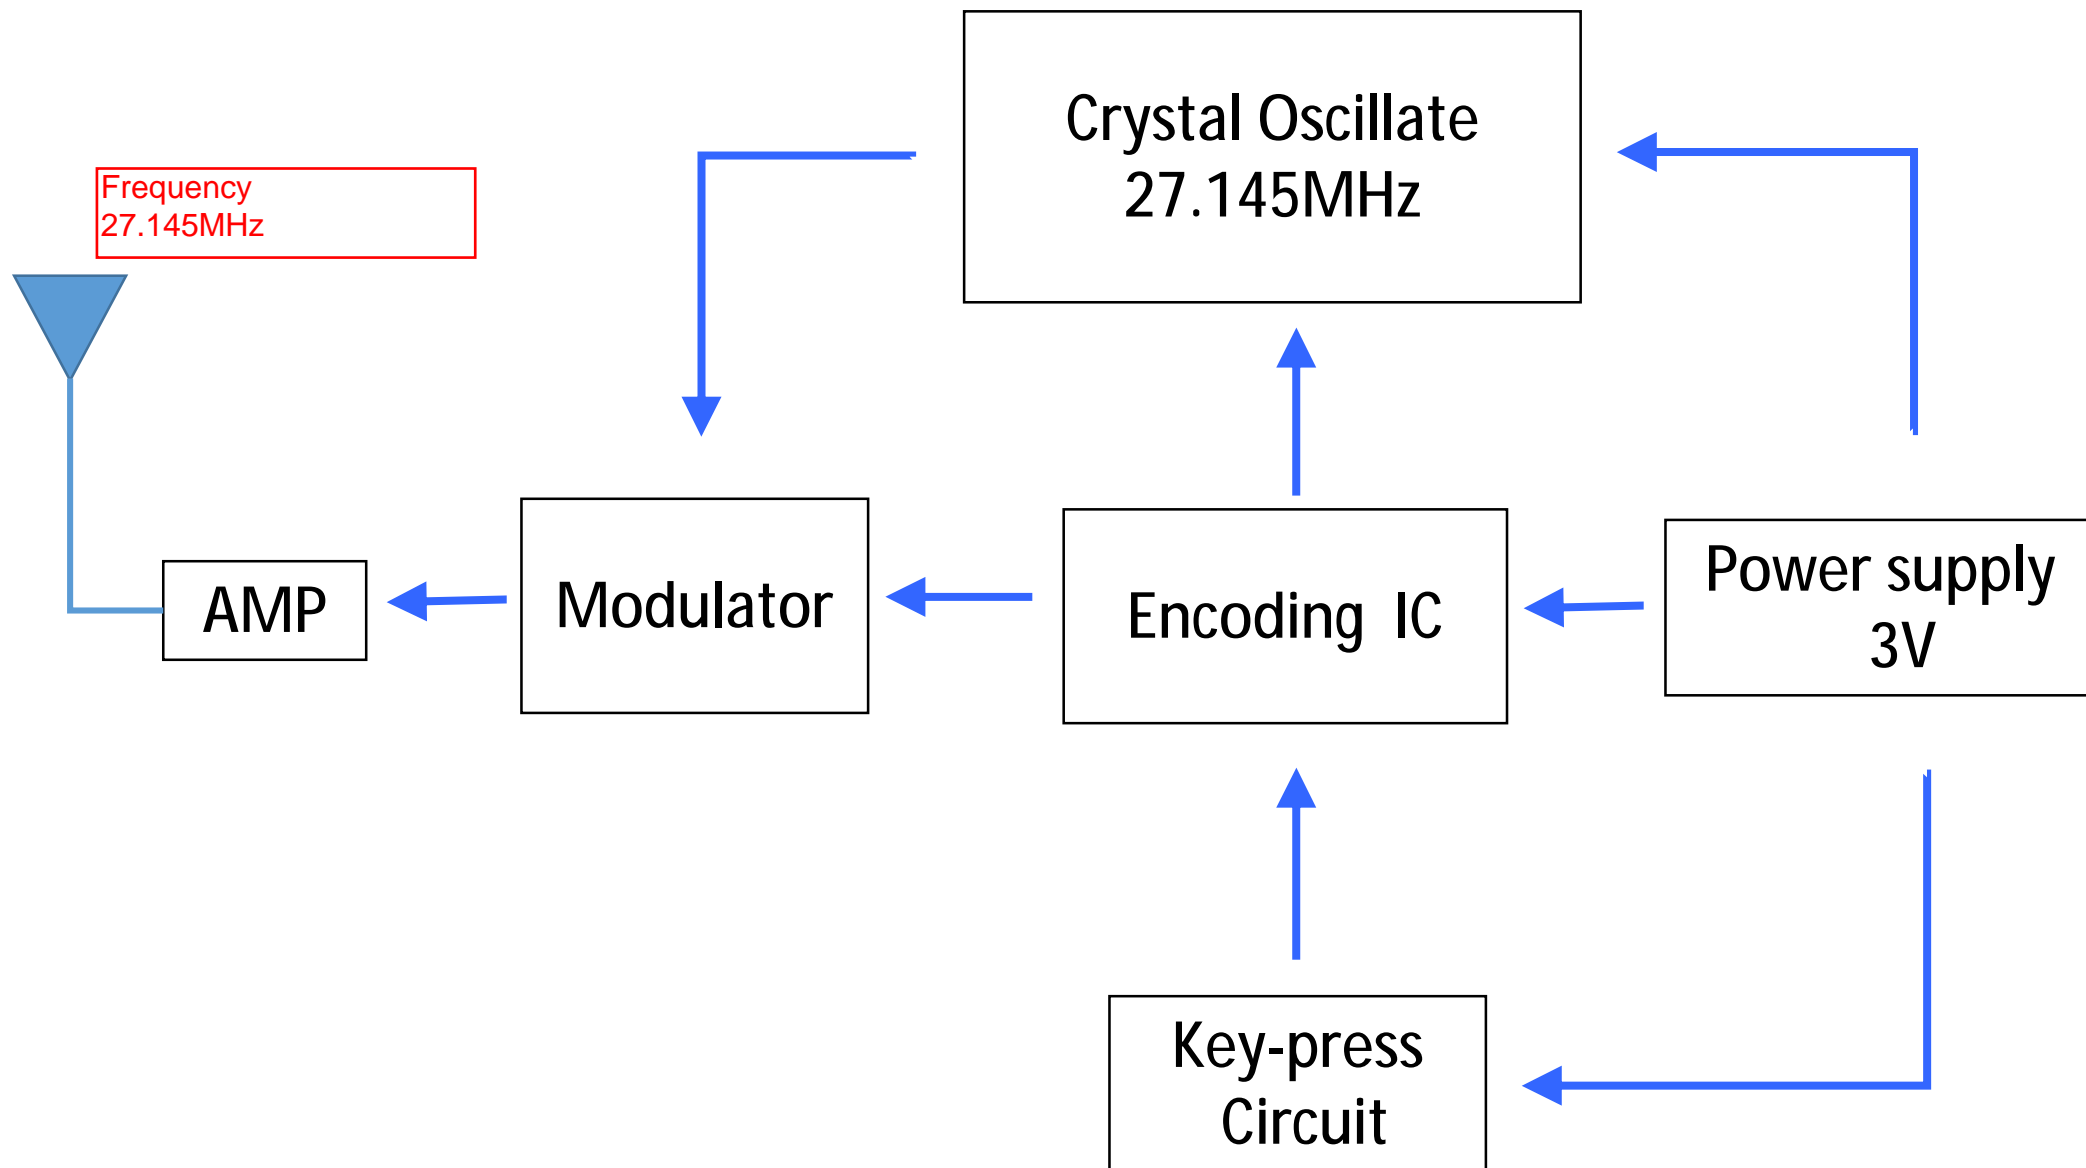 Crystal Oscillate
27.145MHz
Frequency
27.145MHz
AMP
Modulator
Encoding IC
Power supply
3V
Key-press
Circuit